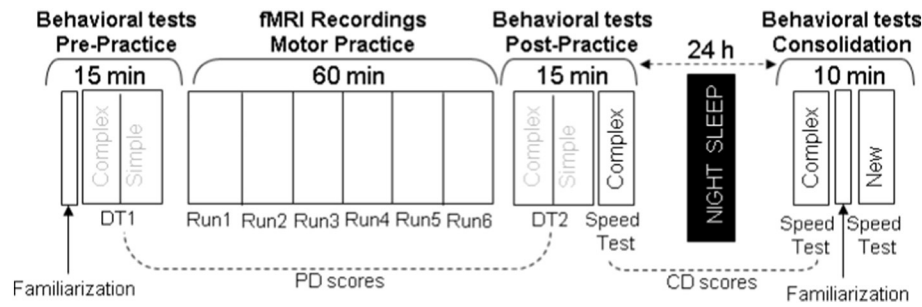 Behavioral tests
Pre-Practice
fMRI Recordings
Motor Practice
Behavioral tests
Post-Practice
24 h
Behavioral tests
Consolidation
15 min
60 min
15 min
10 min
Complex
Simple
Complex
Simple
Complex
NIGHT SLEEP
Complex
New
DT1
Run1
Run2
Run3
Run4
Run5
Run6
DT2
Speed
Test
Speed
Test
Speed
Test
PD scores
CD scores
Familiarization
Familiarization